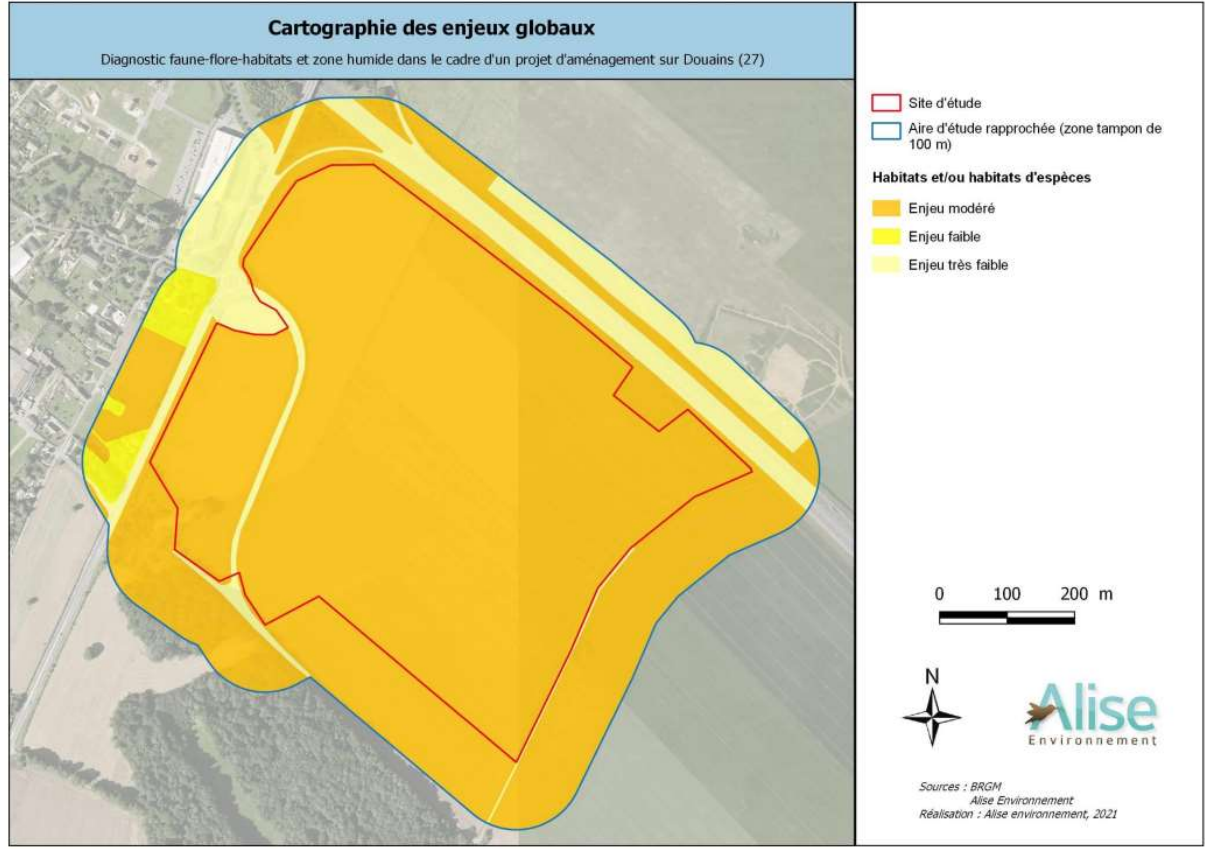 Cartographie des enjeux globaux
Diagnostic faune-flore-habitats et zone humide dans le cadre d'un projet d'aménagement sur Douains (27)
Site d'étude
Aire d'étude rapprochée (zone tampon de
100 m)
Habitats et/ou habitats d'espèces
Enjeu modéré
Enjeu faible
Enjeu très faible
0 100 200 m
N
Alise
Environnement
Sources : BRGM
Alise Environnement
Réalisation : Alise environnement, 2021